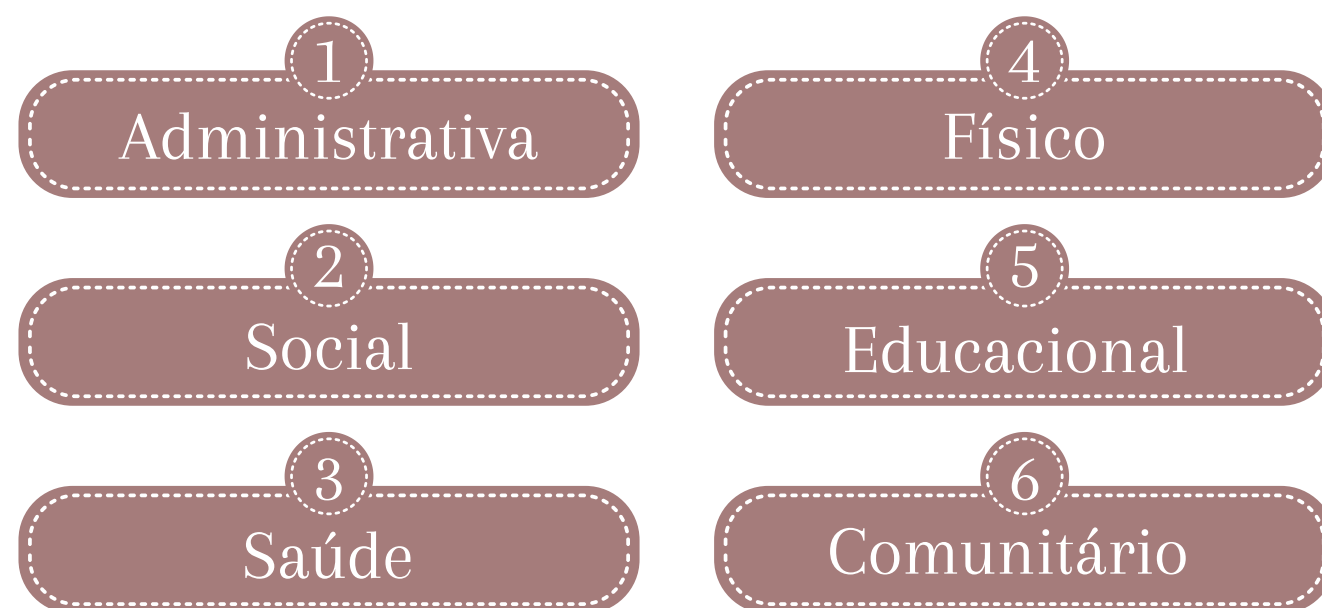 1
Administrativa
2
Social
3
Saúde
4
Físico
5
Educacional
6
Comunitário